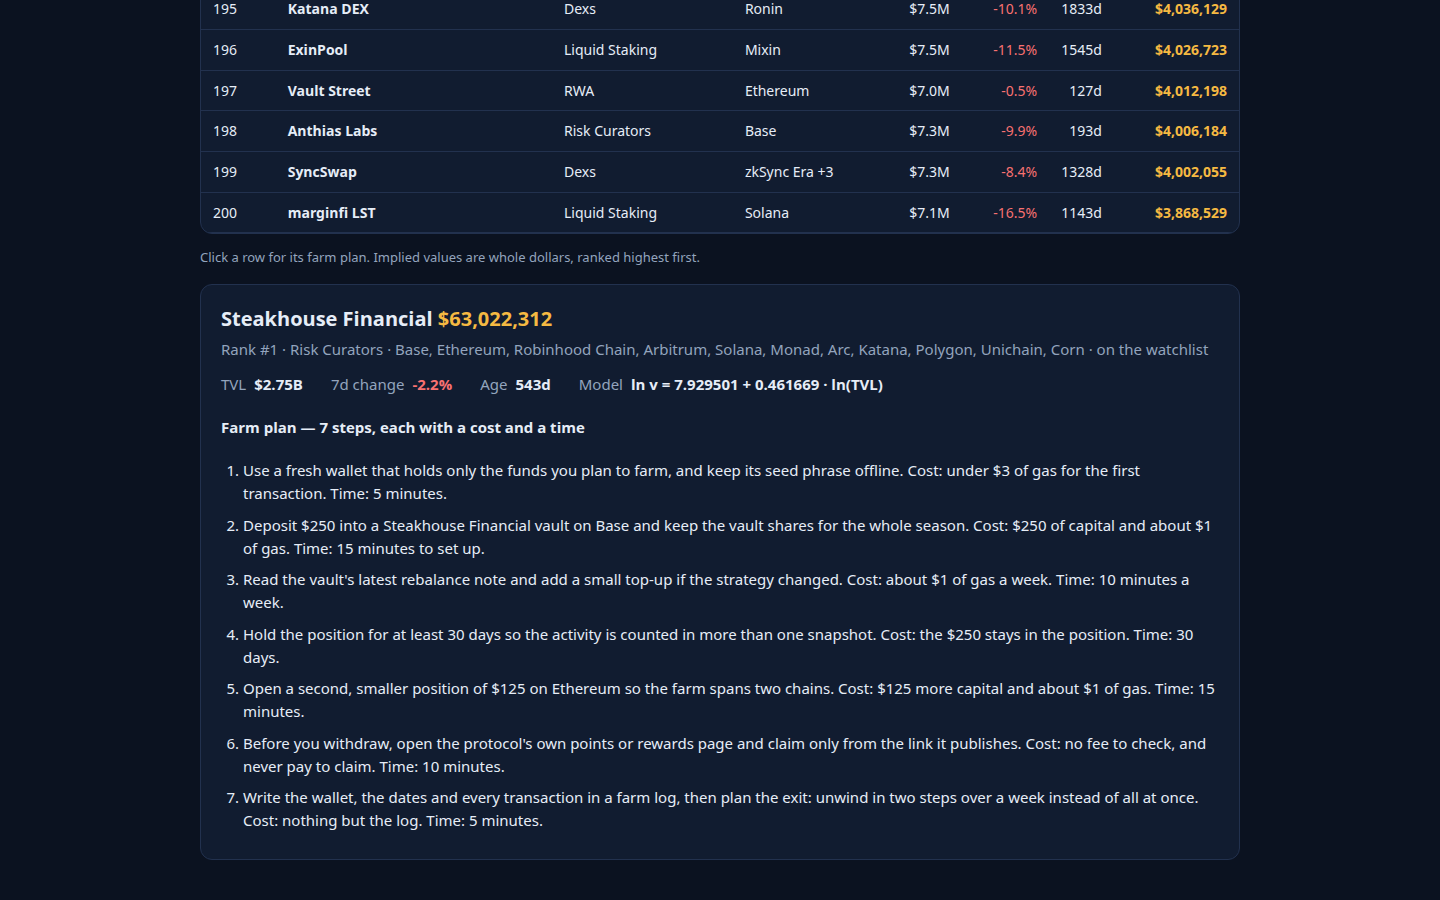 195 Katana DEX Dexs Ronin $7.5M -10.1% 1833d $4,036,129
196 ExinPool Liquid Staking Mixin $7.5M -11.5% 1545d $4,026,723
197 Vault Street RWA Ethereum $7.0M -0.5% 127d $4,012,198
198 Anthias Labs Risk Curators Base $7.3M -9.9% 193d $4,006,184
199 SyncSwap Dexs zkSync Era +3 $7.3M -8.4% 1328d $4,002,055
200 marginfi LST Liquid Staking Solana $7.1M -16.5% 1143d $3,868,529
Click a row for its farm plan. Implied values are whole dollars, ranked highest first.
Steakhouse Financial $63,022,312
Rank #1 · Risk Curators · Base, Ethereum, Robinhood Chain, Arbitrum, Solana, Monad, Arc, Katana, Polygon, Unichain, Corn · on the watchlist
TVL $2.75B 7d change -2.2% Age 543d Model ln v = 7.929501 + 0.461669 · ln(TVL)
Farm plan — 7 steps, each with a cost and a time
1. Use a fresh wallet that holds only the funds you plan to farm, and keep its seed phrase offline. Cost: under $3 of gas for the first
transaction. Time: 5 minutes.
2. Deposit $250 into a Steakhouse Financial vault on Base and keep the vault shares for the whole season. Cost: $250 of capital and about $1
of gas. Time: 15 minutes to set up.
3. Read the vault's latest rebalance note and add a small top-up if the strategy changed. Cost: about $1 of gas a week. Time: 10 minutes a
week.
4. Hold the position for at least 30 days so the activity is counted in more than one snapshot. Cost: the $250 stays in the position. Time: 30
days.
5. Open a second, smaller position of $125 on Ethereum so the farm spans two chains. Cost: $125 more capital and about $1 of gas. Time: 15
minutes.
6. Before you withdraw, open the protocol's own points or rewards page and claim only from the link it publishes. Cost: no fee to check, and
never pay to claim. Time: 10 minutes.
7. Write the wallet, the dates and every transaction in a farm log, then plan the exit: unwind in two steps over a week instead of all at once.
Cost: nothing but the log. Time: 5 minutes.